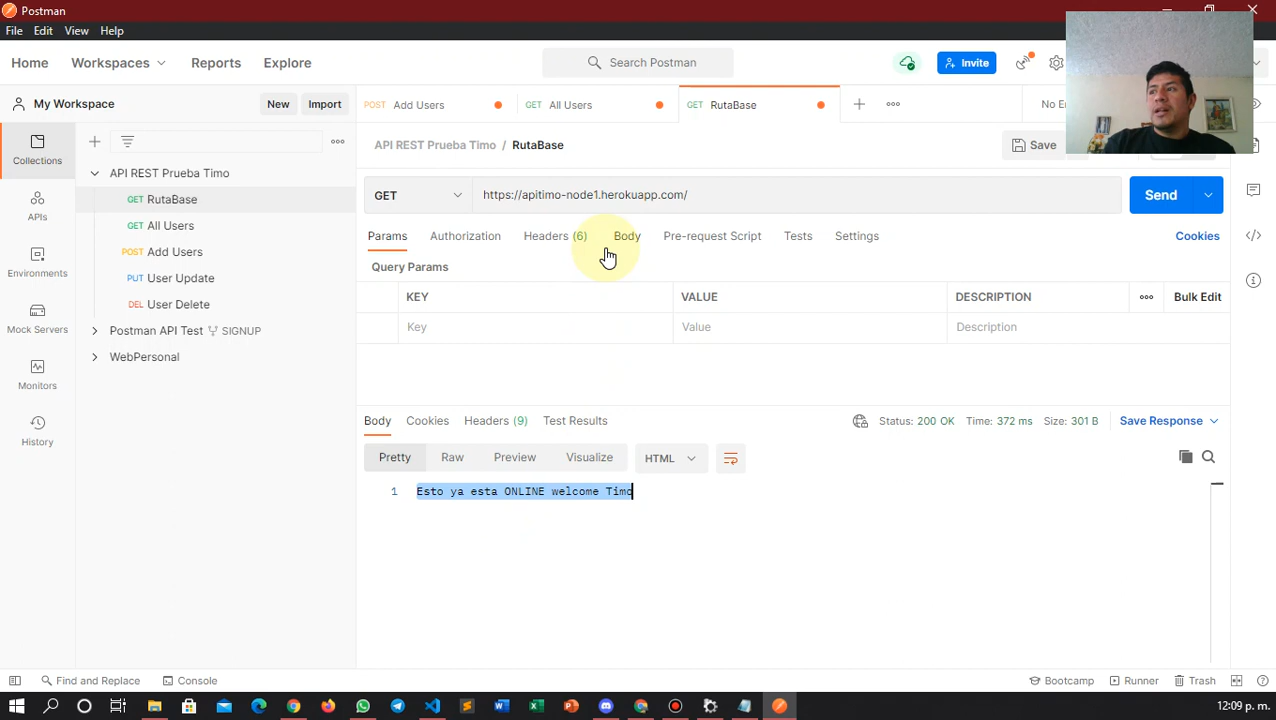 Postman
File Edit View Help
Home Workspaces Reports Explore Search Postman Invite
My Workspace New Import POST Add Users GET All Users GET RutaBase
API REST Prueba Timo / RutaBase Save
Collections
APIs
Environments
Mock Servers
Monitors
History
API REST Prueba Timo
GET RutaBase
GET All Users
POST Add Users
PUT User Update
DEL User Delete
Postman API Test SIGNUP
WebPersonal
GET https://apitimo-node1.herokuapp.com/ Send
Params Authorization Headers (6) Body Pre-request Script Tests Settings Cookies
Query Params
KEY VALUE DESCRIPTION Bulk Edit
Key Value Description
Body Cookies Headers (9) Test Results Status: 200 OK Time: 372 ms Size: 301 B Save Response
Pretty Raw Preview Visualize HTML
1 Esto ya esta ONLINE welcome Timo
Find and Replace Console Bootcamp Runner Trash
12:09 p. m.